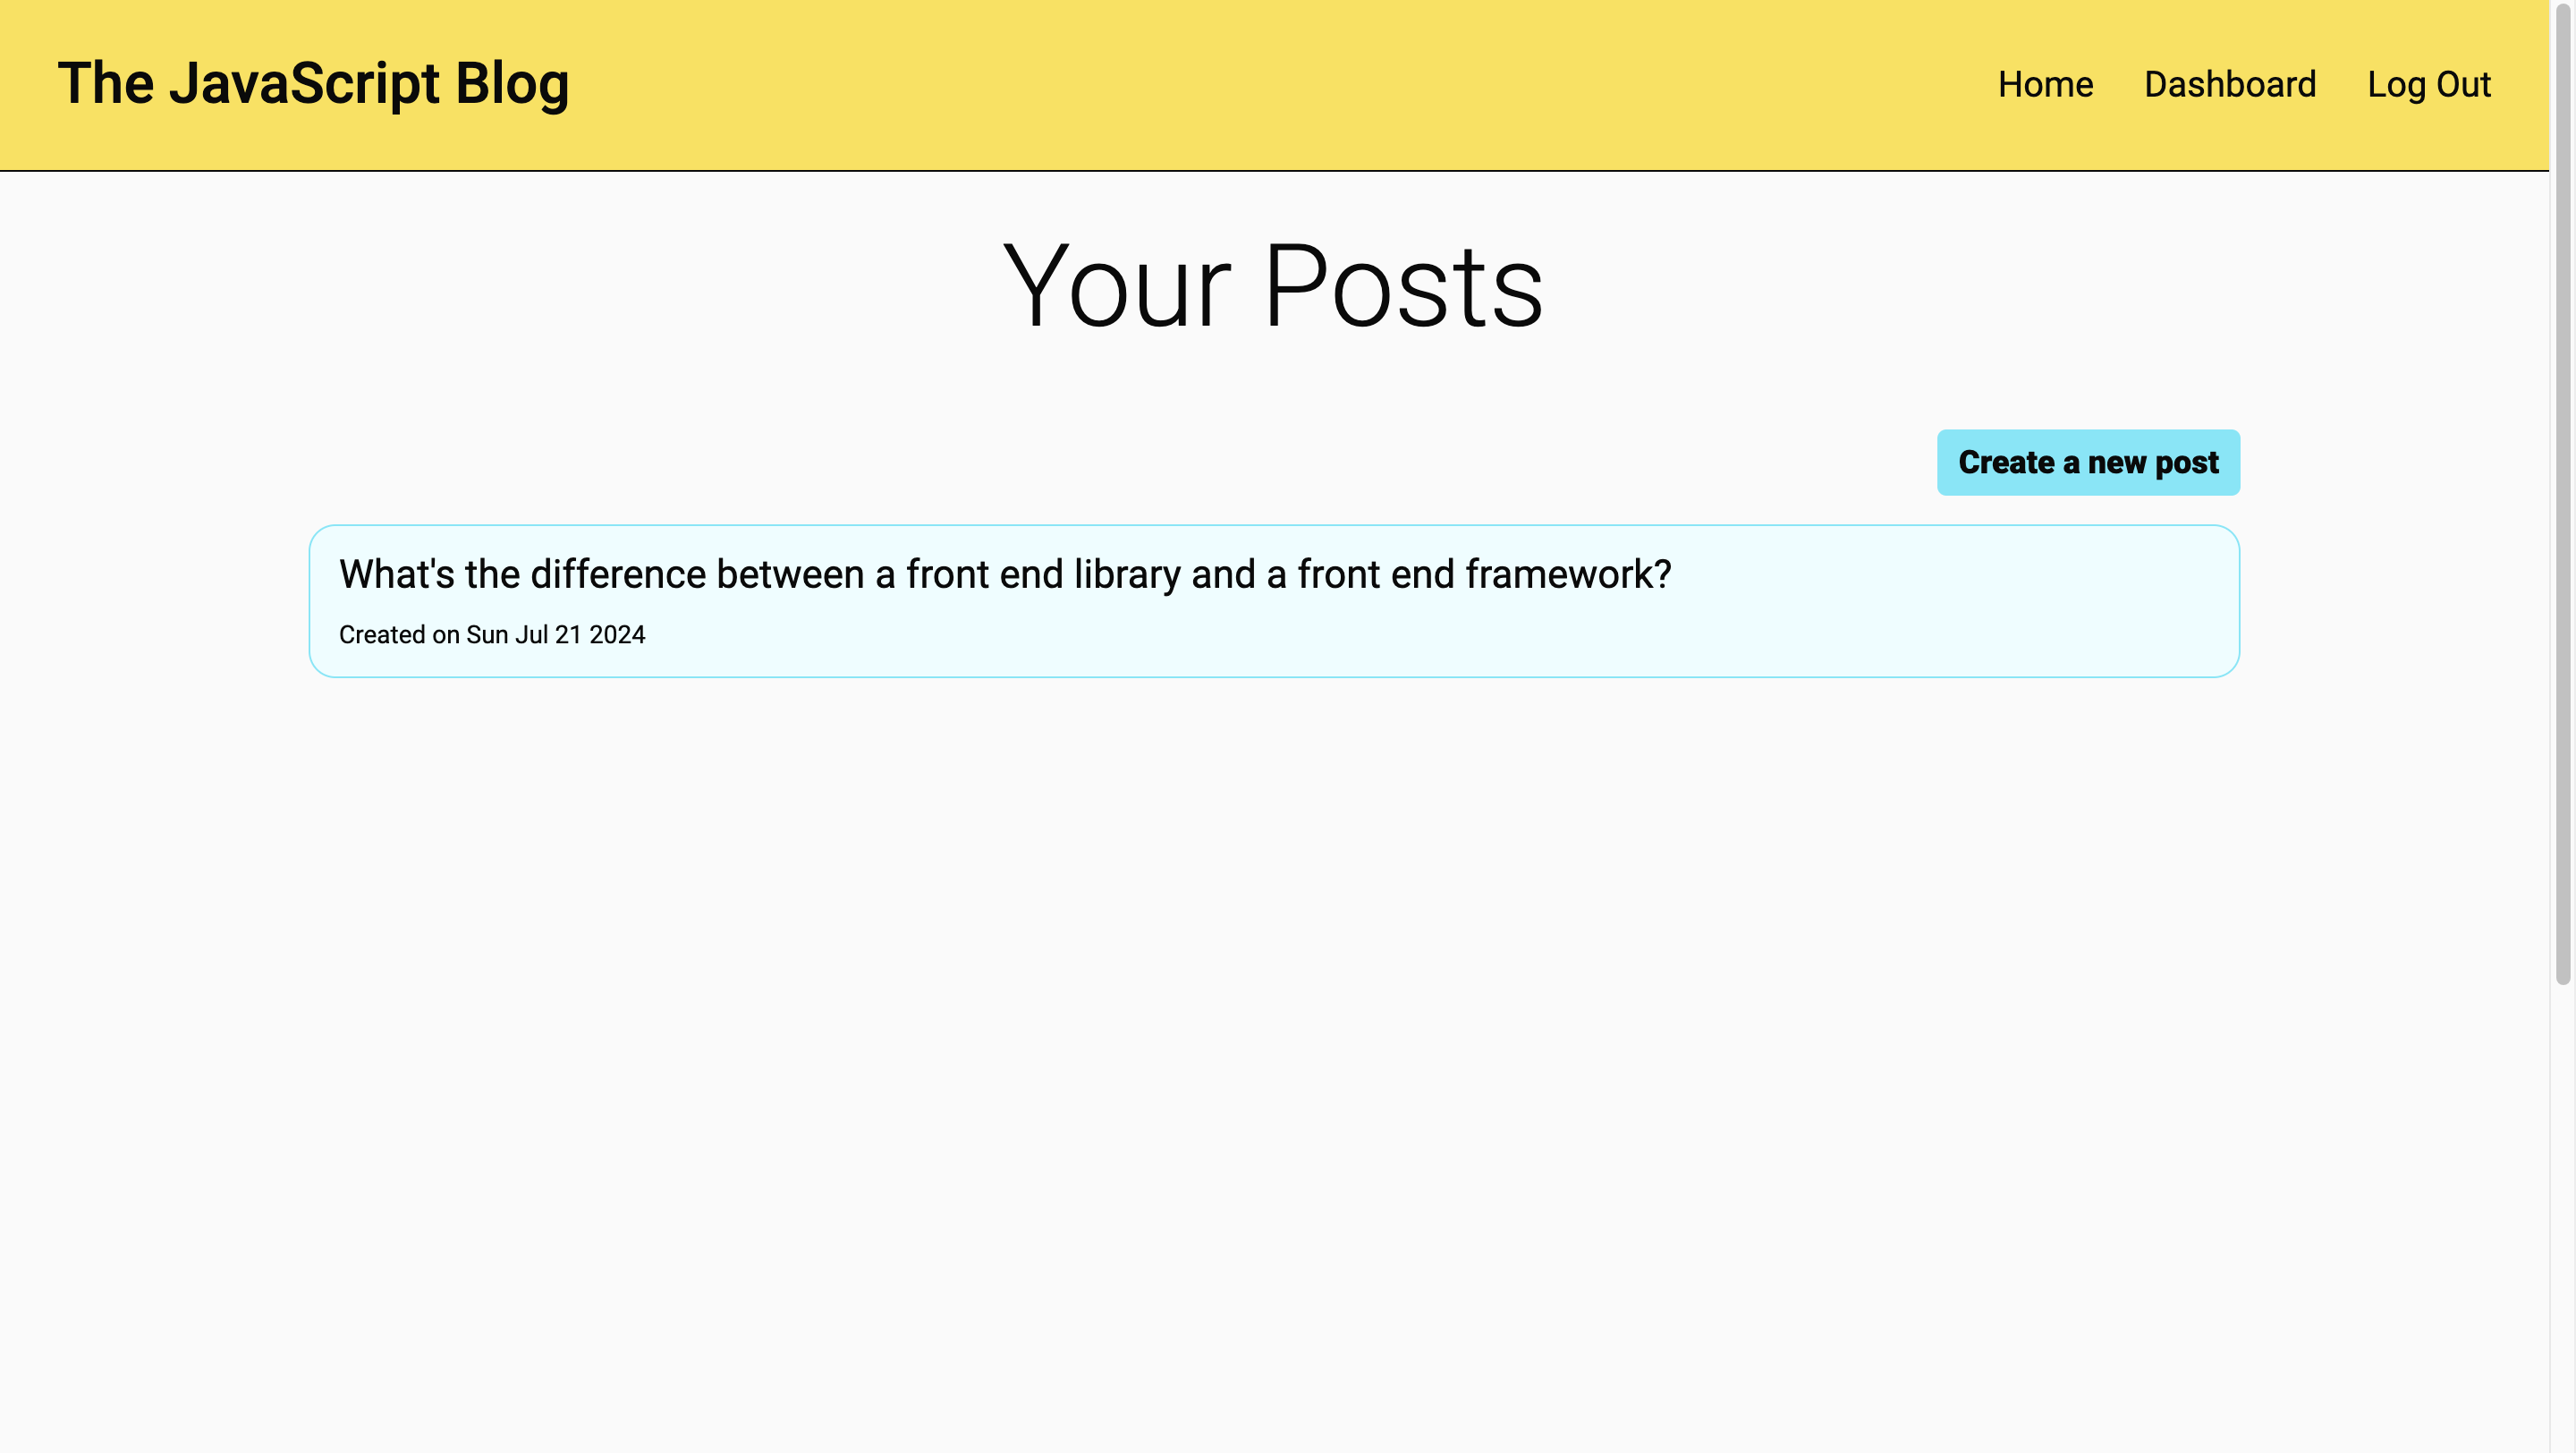 The JavaScript Blog
Home Dashboard Log Out
Your Posts
Create a new post
What's the difference between a front end library and a front end framework?
Created on Sun Jul 21 2024